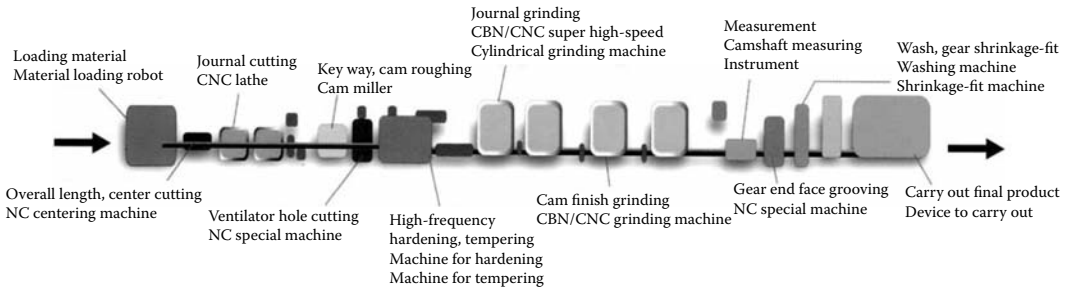 Loading material
Material loading robot
Journal cutting
CNC lathe
Key way, cam roughing
Cam miller
Journal grinding
CBN/CNC super high-speed
Cylindrical grinding machine
Measurement
Camshaft measuring
Instrument
Wash, gear shrinkage-fit
Washing machine
Shrinkage-fit machine
Overall length, center cutting
NC centering machine
Ventilator hole cutting
NC special machine
High-frequency
hardening, tempering
Machine for hardening
Machine for tempering
Cam finish grinding
CBN/CNC grinding machine
Gear end face grooving
NC special machine
Carry out final product
Device to carry out